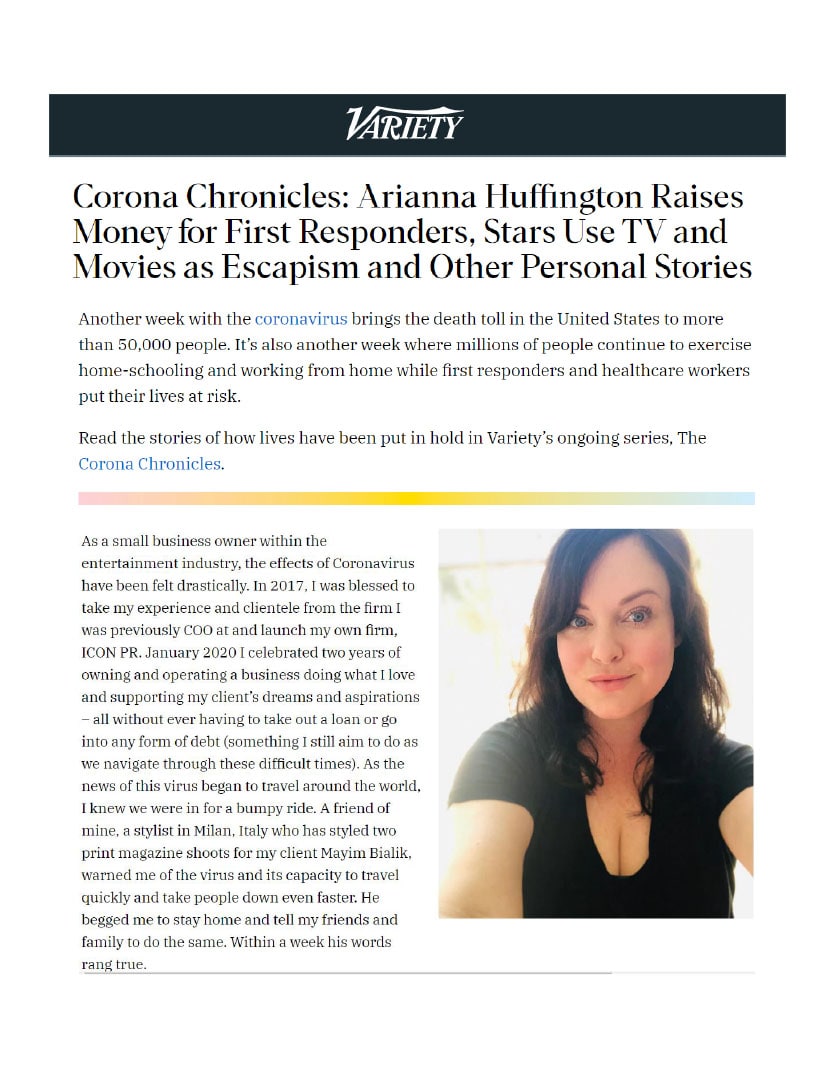 VARIETY
Corona Chronicles: Arianna Huffington Raises
Money for First Responders, Stars Use TV and
Movies as Escapism and Other Personal Stories
Another week with the coronavirus brings the death toll in the United States to more
than 50,000 people. It’s also another week where millions of people continue to exercise
home-schooling and working from home while first responders and healthcare workers
put their lives at risk.
Read the stories of how lives have been put in hold in Variety’s ongoing series, The
Corona Chronicles.
As a small business owner within the
entertainment industry, the effects of Coronavirus
have been felt drastically. In 2017, I was blessed to
take my experience and clientele from the firm I
was previously COO at and launch my own firm,
ICON PR. January 2020 I celebrated two years of
owning and operating a business doing what I love
and supporting my client’s dreams and aspirations
– all without ever having to take out a loan or go
into any form of debt (something I still aim to do as
we navigate through these difficult times). As the
news of this virus began to travel around the world,
I knew we were in for a bumpy ride. A friend of
mine, a stylist in Milan, Italy who has styled two
print magazine shoots for my client Mayim Bialik,
warned me of the virus and its capacity to travel
quickly and take people down even faster. He
begged me to stay home and tell my friends and
family to do the same. Within a week his words
rang true.